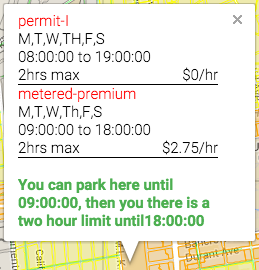 permit-I
M,T,W,TH,F,S
08:00:00 to 19:00:00
2hrs max $0/hr
metered-premium
M,T,W,Th,F,S
09:00:00 to 18:00:00
2hrs max $2.75/hr
You can park here until
09:00:00, then you there is a
two hour limit until18:00:00
Durant Ave